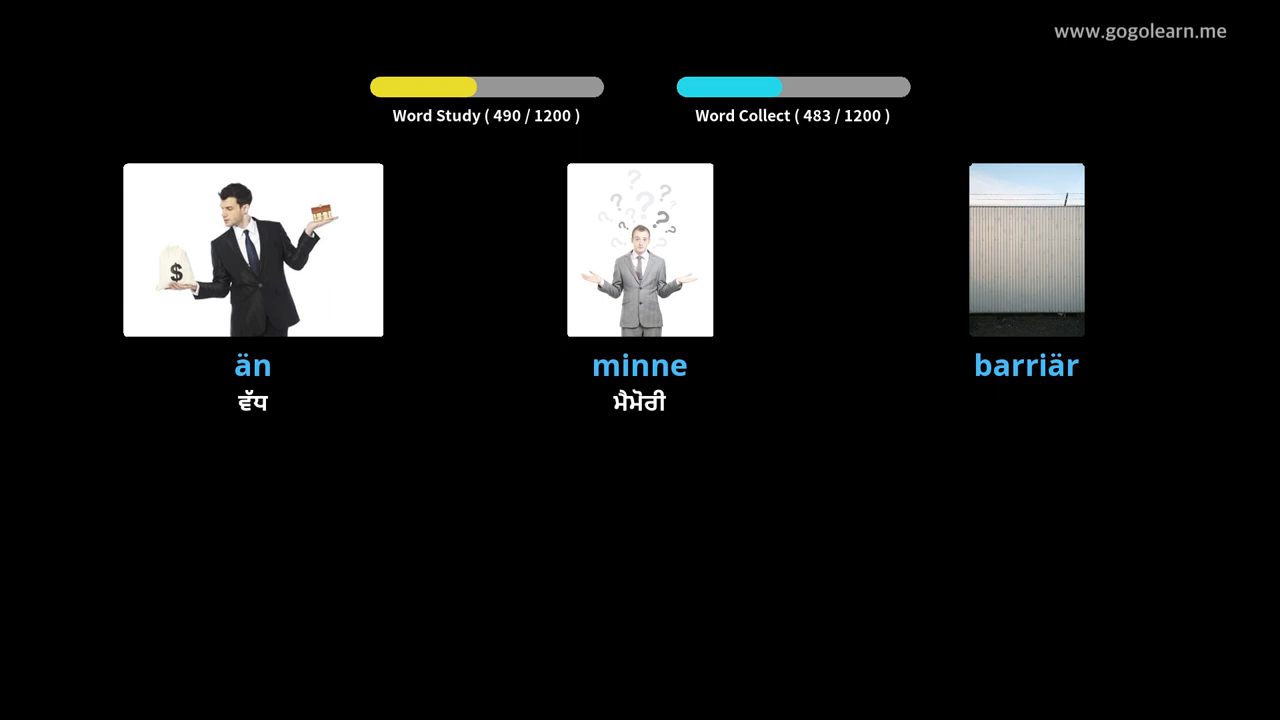 www.gogolearn.me
Word Study ( 490 / 1200 )
Word Collect ( 483 / 1200 )
$
än
ਵੱਧ
minne
ਮੈਮੋਰੀ
barriär